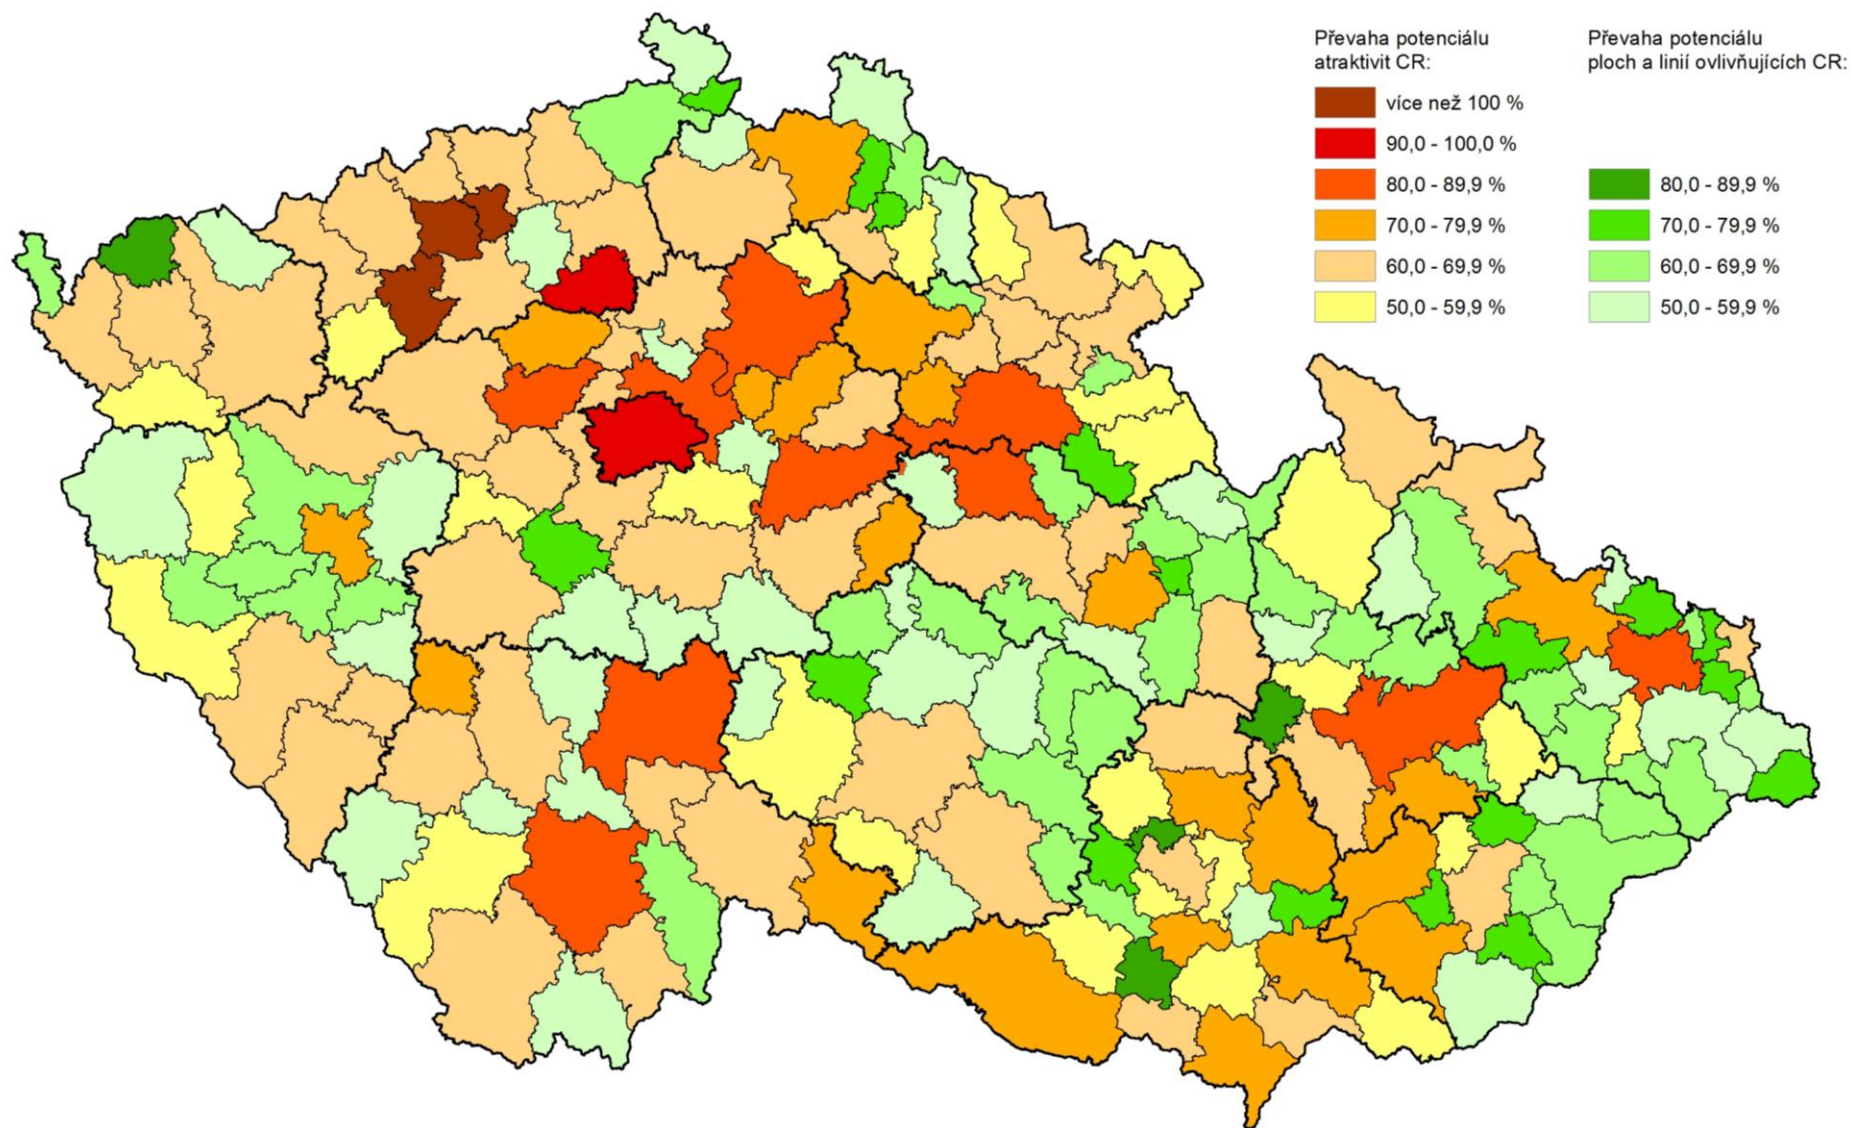 Převaha potenciálu
atraktivit CR:
více než 100 %
90,0 - 100,0 %
80,0 - 89,9 %
70,0 - 79,9 %
60,0 - 69,9 %
50,0 - 59,9 %
Převaha potenciálu
ploch a linií ovlivňujících CR:
80,0 - 89,9 %
70,0 - 79,9 %
60,0 - 69,9 %
50,0 - 59,9 %